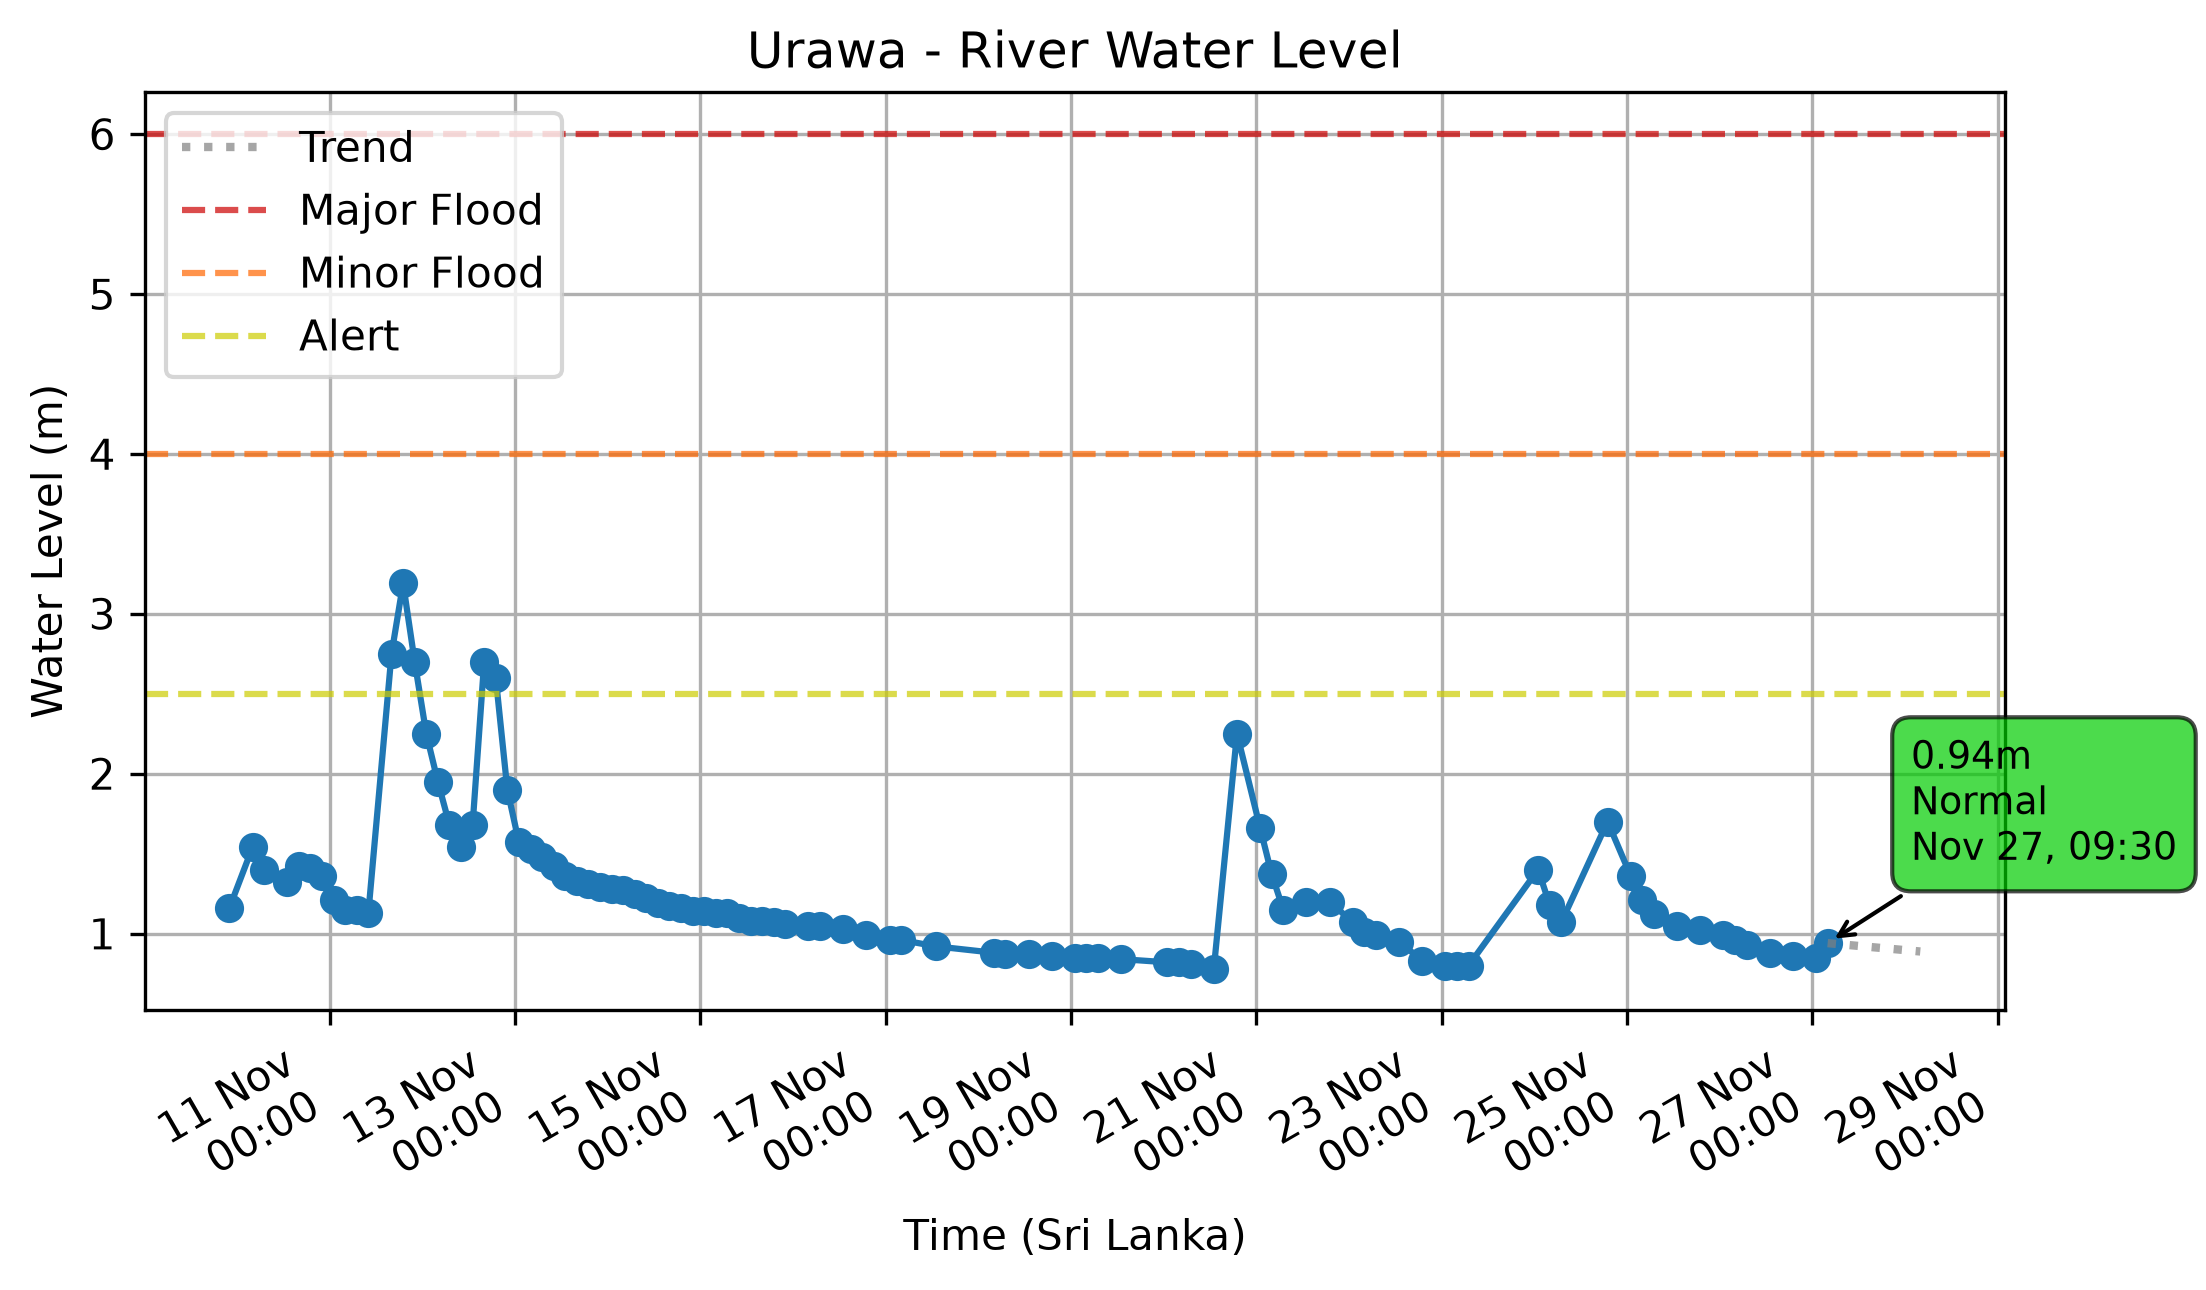 Urawa - River Water Level
Trend
Major Flood
Minor Flood
Alert
6
5
4
3
2
1
Water Level (m)
0.94m
Normal
Nov 27, 09:30
11 Nov
00:00
13 Nov
00:00
15 Nov
00:00
17 Nov
00:00
19 Nov
00:00
21 Nov
00:00
23 Nov
00:00
25 Nov
00:00
27 Nov
00:00
29 Nov
00:00
Time (Sri Lanka)